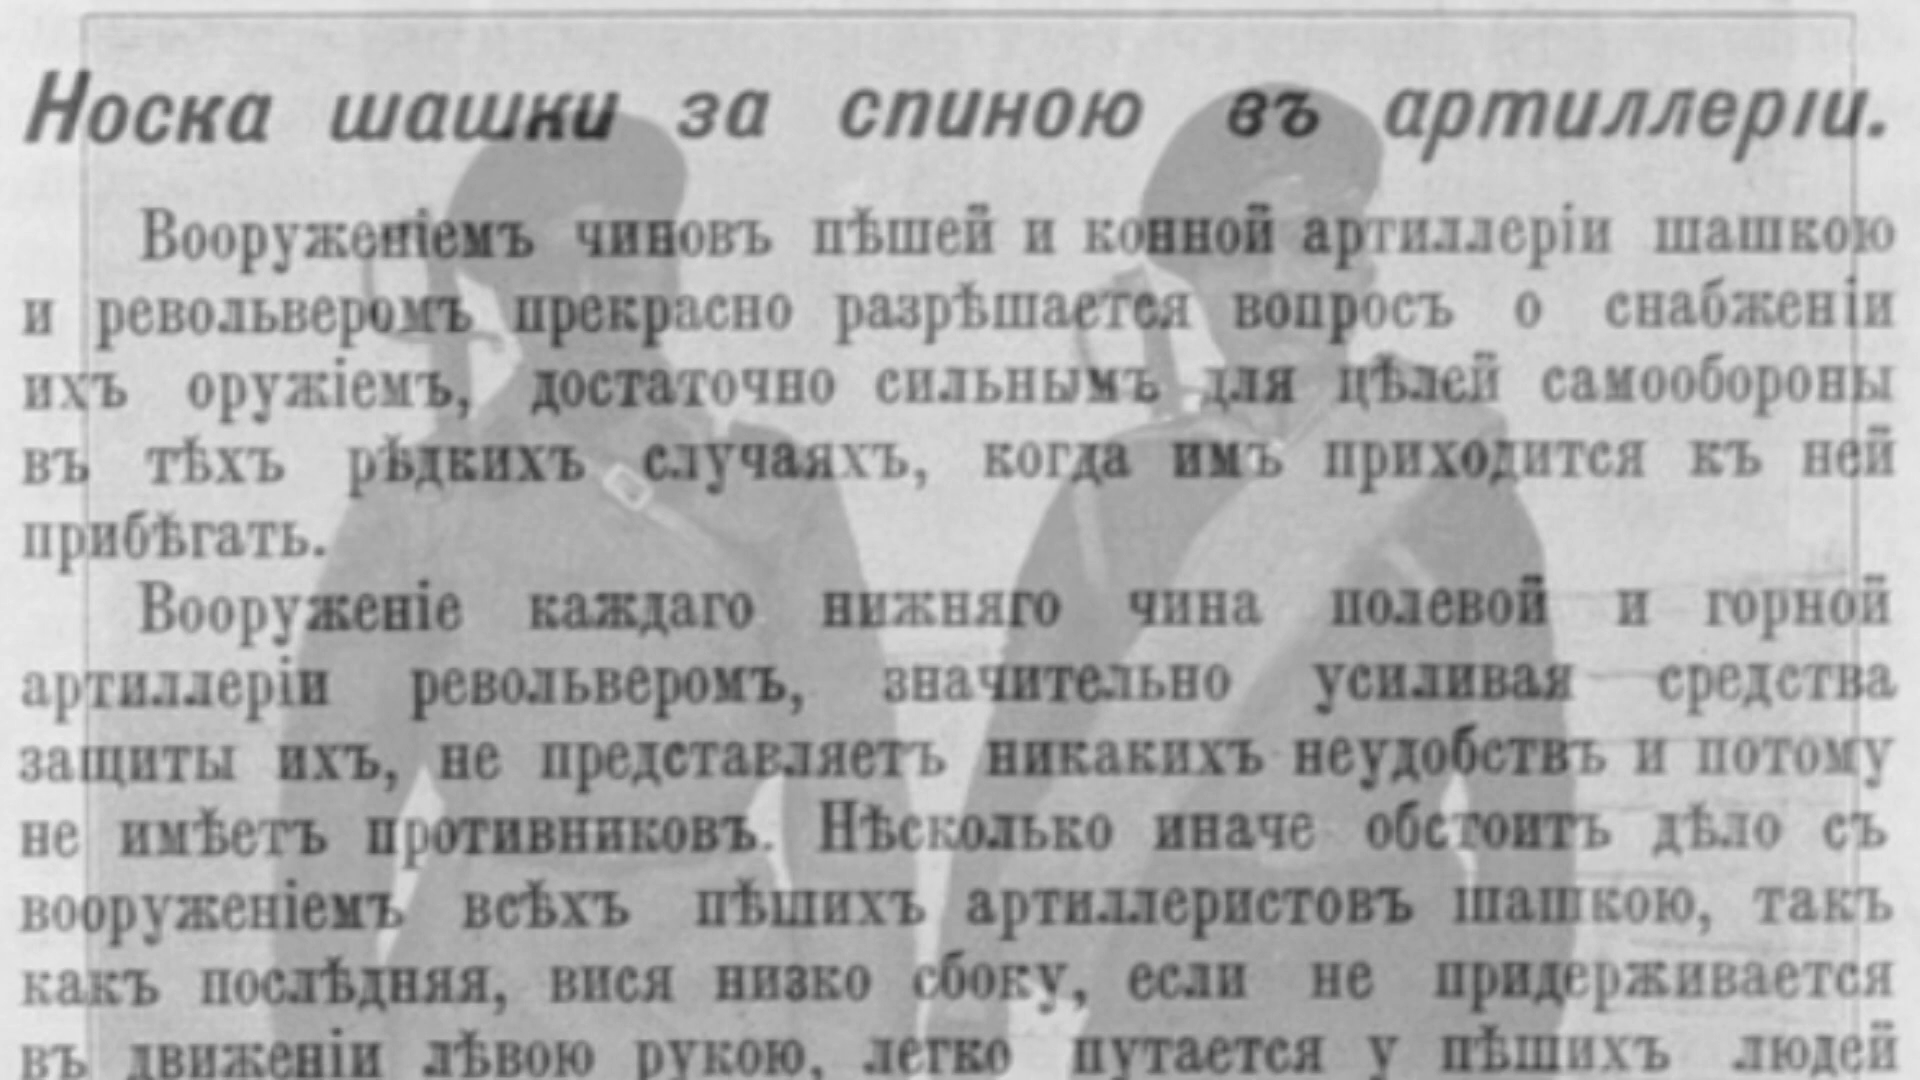 Носка шашки за спиною въ артиллеріи.
Вооруженіемъ чиновъ пѣшей и конной артиллеріи шашкою
и револьверомъ прекрасно разрѣшается вопросъ о снабженіи
ихъ оружіемъ, достаточно сильнымъ для цѣлей самообороны
въ тѣхъ рѣдкихъ случаяхъ, когда имъ приходится къ ней
прибѣгать.
Вооруженіе каждаго нижняго чина полевой и горной
артиллеріи револьверомъ, значительно усиливая средства
защиты ихъ, не представляетъ никакихъ неудобствъ и потому
не имѣетъ противниковъ. Нѣсколько иначе обстоитъ дѣло съ
вооруженіемъ всѣхъ пѣшихъ артиллеристовъ шашкою, такъ
какъ послѣдняя, вися низко сбоку, если не придерживается
въ движеніи лѣвою рукою, легко путается у пѣшихъ людей